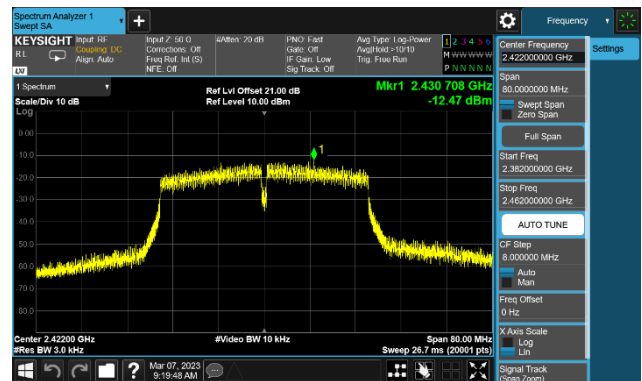 Spectrum Analyzer 1
Swept SA
Frequency
KEYSIGHT
RL
LXI
Input: RF
Coupling: DC
Align: Auto
Input Z: 50 Ω
Corrections: Off
Freq Ref: Int (S)
NFE: Off
#Atten: 20 dB
PNO: Fast
Gate: Off
IF Gain: Low
Sig Track: Off
Avg Type: Log-Power
Avg|Hold:>10/10
Trig: Free Run
1 2 3 4 5 6
M W W W W W
P N N N N N
1 Spectrum
Scale/Div 10 dB
Log
Ref Lvl Offset 21.00 dB
Ref Level 10.00 dBm
Mkr1 2.430 708 GHz
-12.47 dBm
1
0.00
-10.0
-20.0
-30.0
-40.0
-50.0
-60.0
-70.0
-80.0
Center 2.42200 GHz
#Res BW 3.0 kHz
#Video BW 10 kHz
Span 80.00 MHz
Sweep 26.7 ms (20001 pts)
Mar 07, 2023
9:19:48 AM
Center Frequency
2.422000000 GHz
Settings
Span
80.0000000 MHz
Swept Span
Zero Span
Full Span
Start Freq
2.382000000 GHz
Stop Freq
2.462000000 GHz
AUTO TUNE
CF Step
8.000000 MHz
Auto
Man
Freq Offset
0 Hz
X Axis Scale
Log
Lin
Signal Track
(Span Zoom)